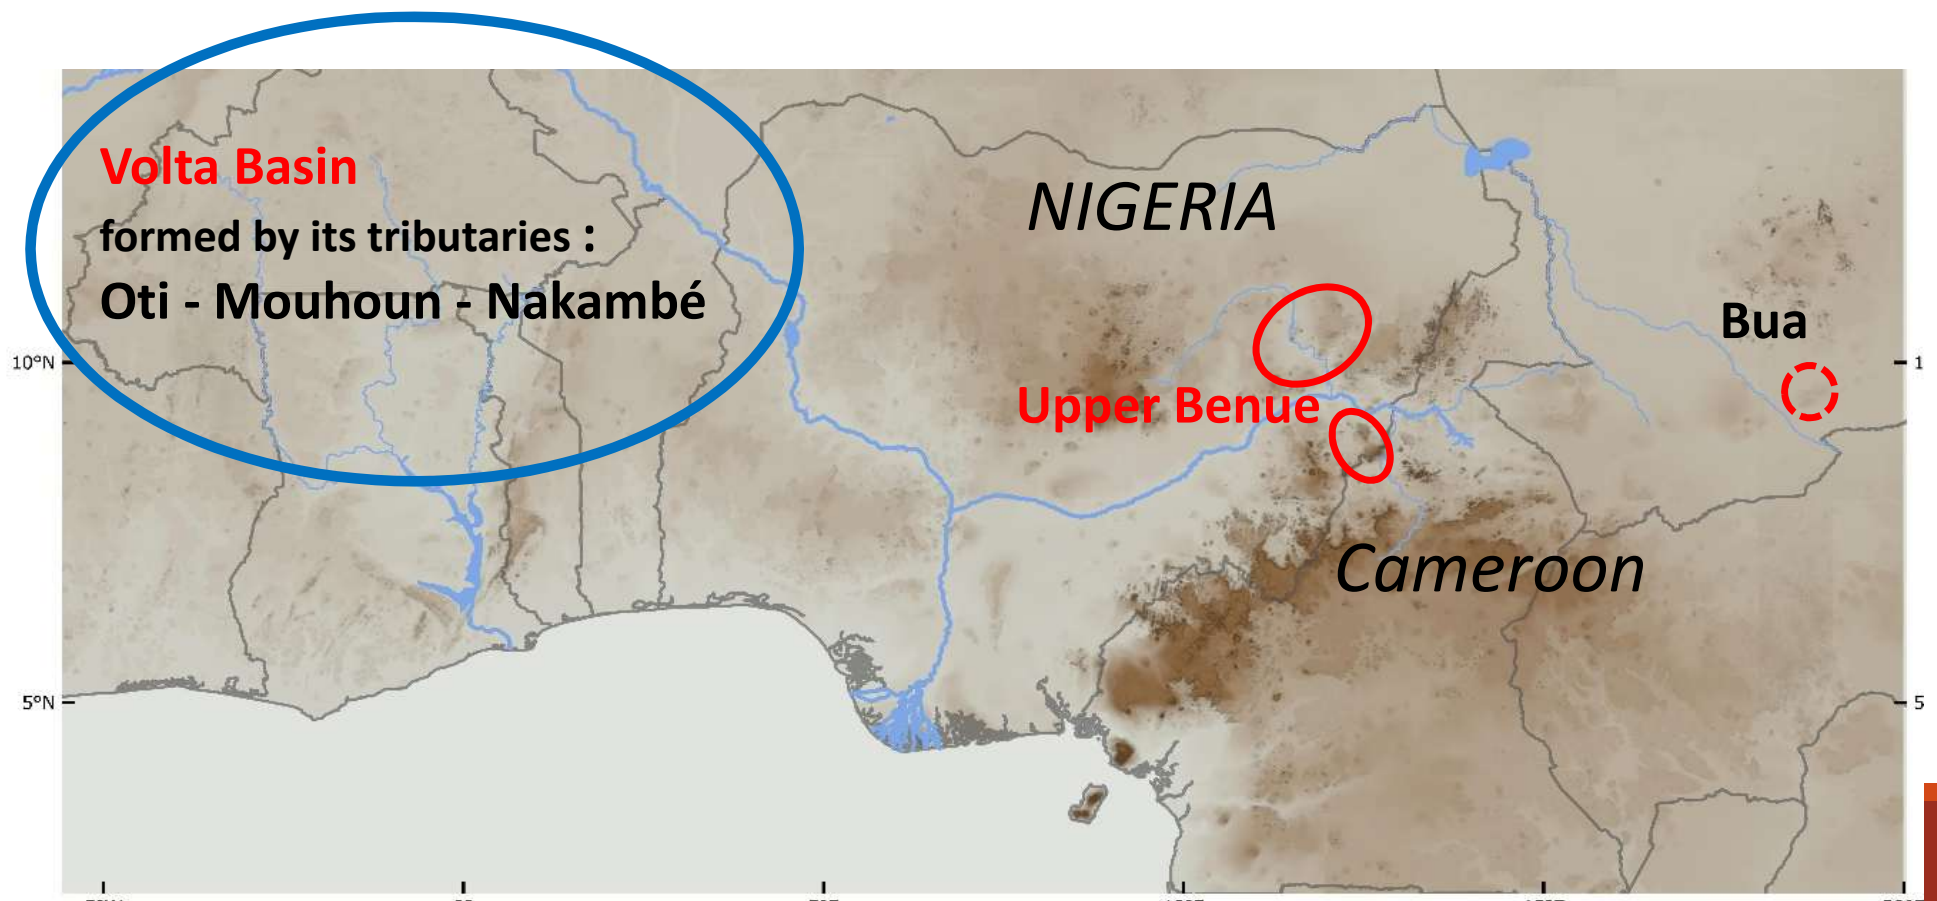 Volta Basin
formed by its tributaries :
Oti - Mouhoun - Nakambé
NIGERIA
Bua
10°N
1
Upper Benue
Cameroon
5°N
5